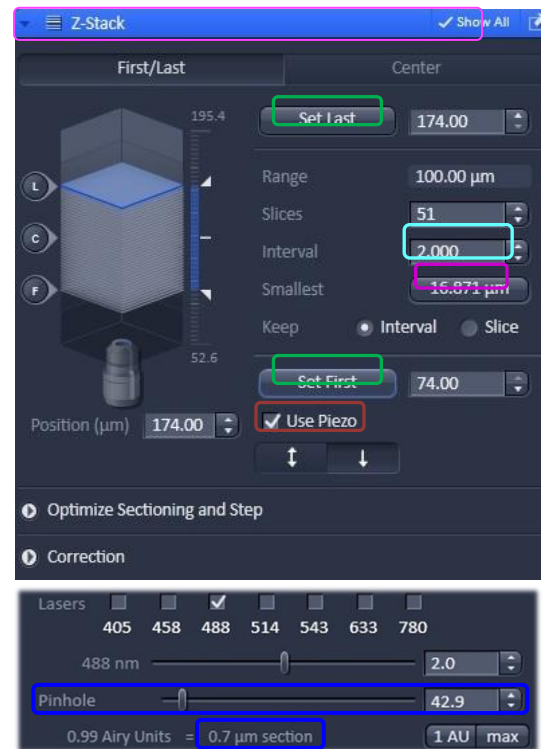 Z-Stack Show All
First/Last Center
195.4 Set Last 174.00
Range 100.00 µm
L
Slices 51
C
Interval 2.000
F
Smallest 16.871 µm
Keep Interval Slice
52.6
Set First 74.00
Position (µm) 174.00 Use Piezo
Optimize Sectioning and Step
Correction
Lasers
405 458 488 514 543 633 780
488 nm 2.0
Pinhole 42.9
0.99 Airy Units = 0.7 µm section 1 AU max